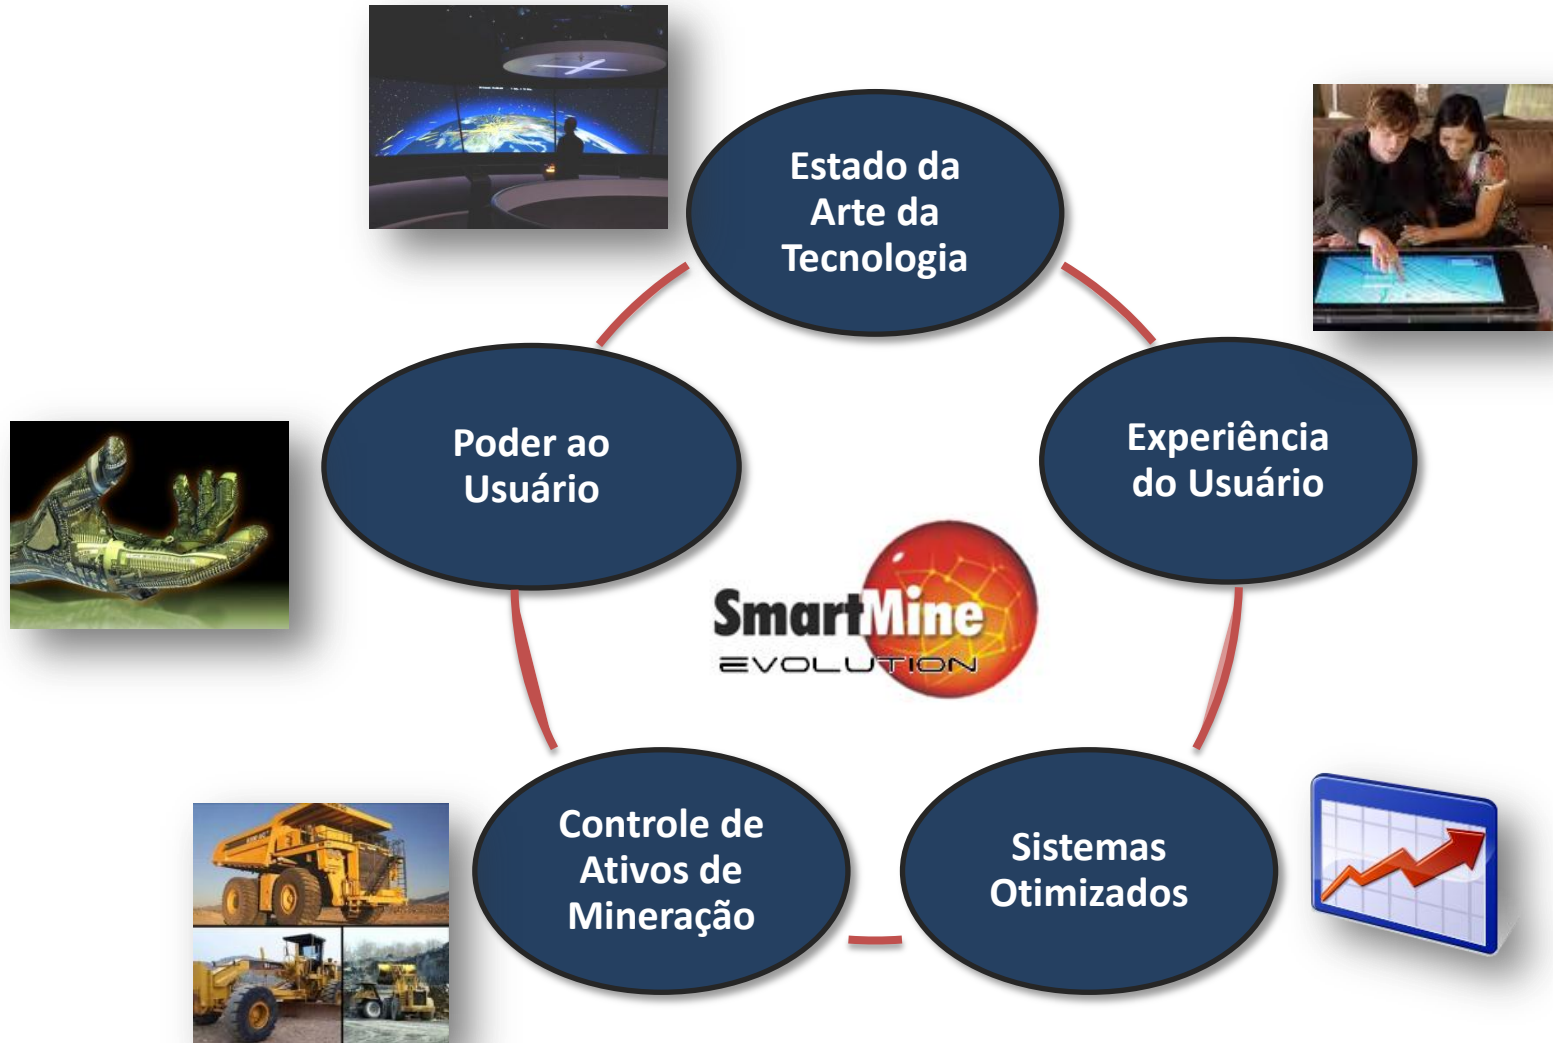 Estado da
Arte da
Tecnologia
Poder ao
Usuário
Experiência
do Usuário
SmartMine
EVOLUTION
Controle de
Ativos de
Mineração
Sistemas
Otimizados